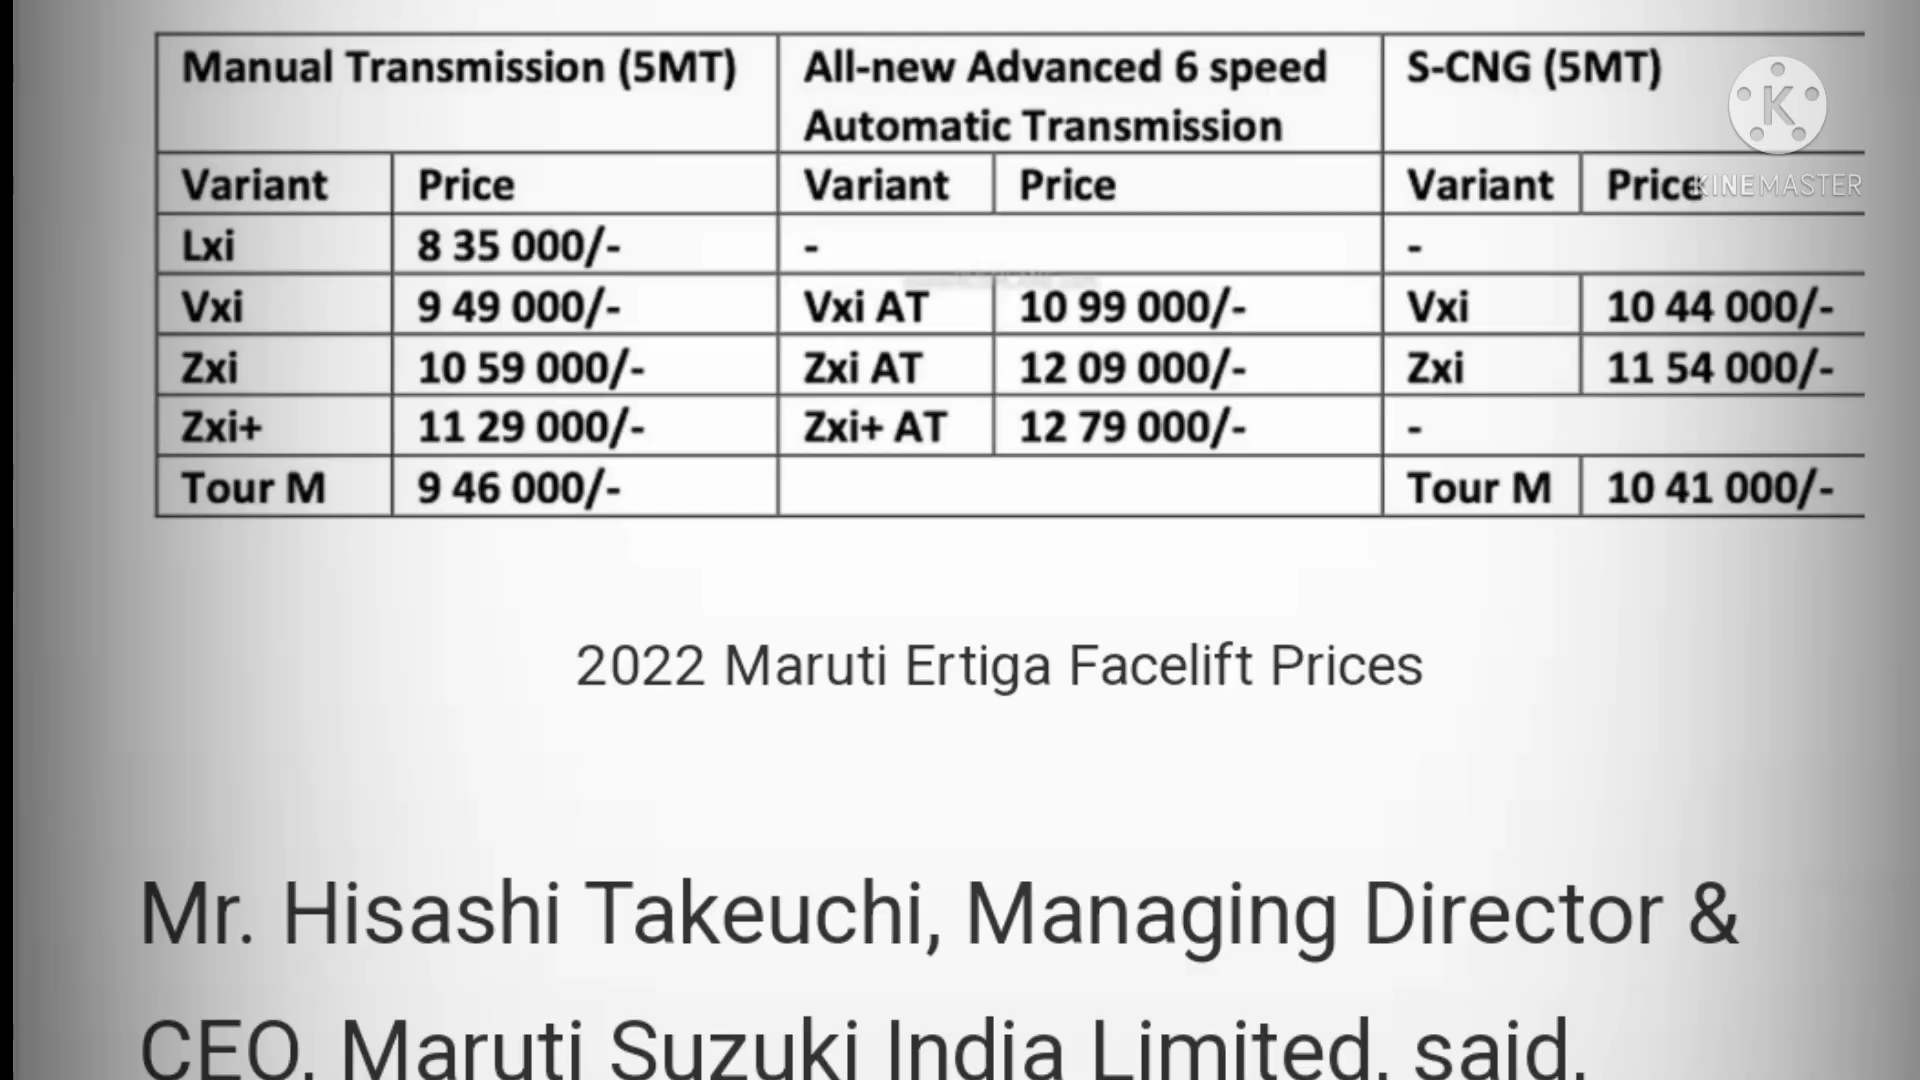 Manual Transmission (5MT) All-new Advanced 6 speed Automatic Transmission S-CNG (5MT)
Variant Price Variant Price Variant Price
Lxi 8 35 000/- - -
Vxi 9 49 000/- Vxi AT 10 99 000/- Vxi 10 44 000/-
Zxi 10 59 000/- Zxi AT 12 09 000/- Zxi 11 54 000/-
Zxi+ 11 29 000/- Zxi+ AT 12 79 000/- -
Tour M 9 46 000/- Tour M 10 41 000/-
K
KINEMASTER
2022 Maruti Ertiga Facelift Prices
Mr. Hisashi Takeuchi, Managing Director &
CEO, Maruti Suzuki India Limited, said,